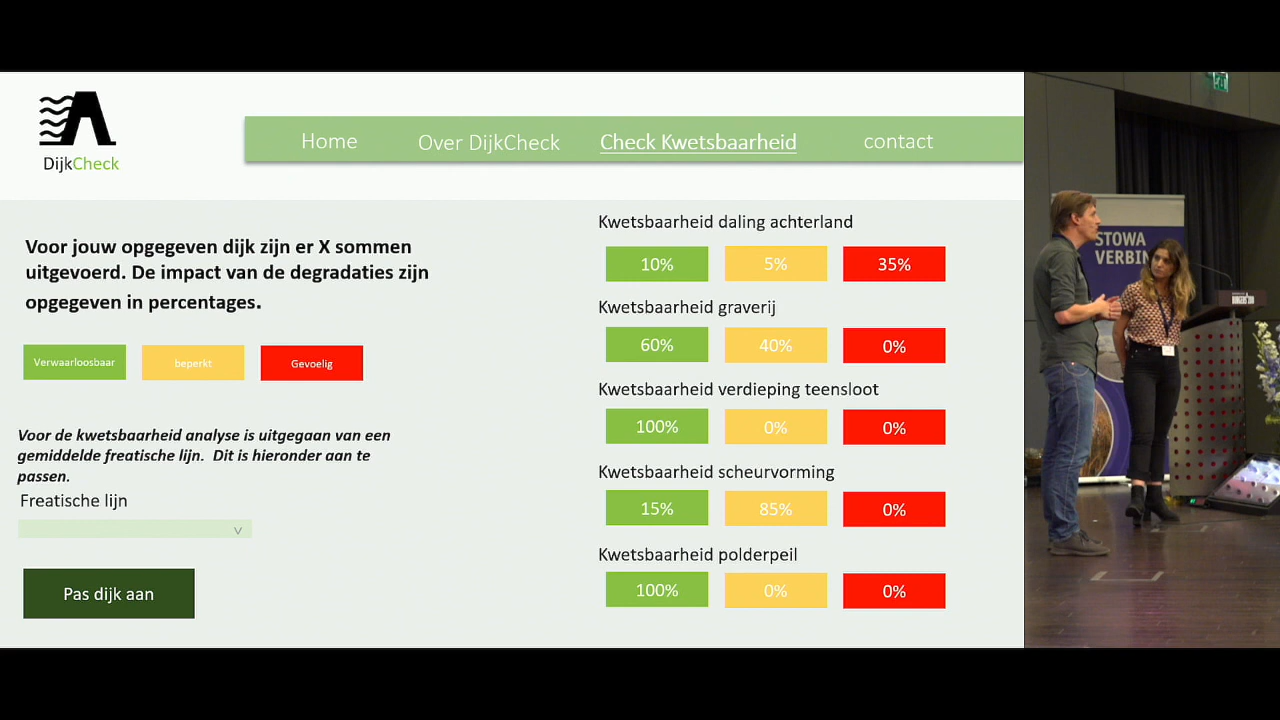 DijkCheck
Home
Over DijkCheck
Check Kwetsbaarheid
contact
Voor jouw opgegeven dijk zijn er X sommen
uitgevoerd. De impact van de degradaties zijn
opgegeven in percentages.
Verwaarloosbaar
beperkt
Gevoelig
Voor de kwetsbaarheid analyse is uitgegaan van een
gemiddelde freatische lijn. Dit is hieronder aan te
passen.
Freatische lijn
v
Pas dijk aan
Kwetsbaarheid daling achterland
10% 5% 35%
Kwetsbaarheid graverij
60% 40% 0%
Kwetsbaarheid verdieping teensloot
100% 0% 0%
Kwetsbaarheid scheurvorming
15% 85% 0%
Kwetsbaarheid polderpeil
100% 0% 0%
STOWA
VERBIN